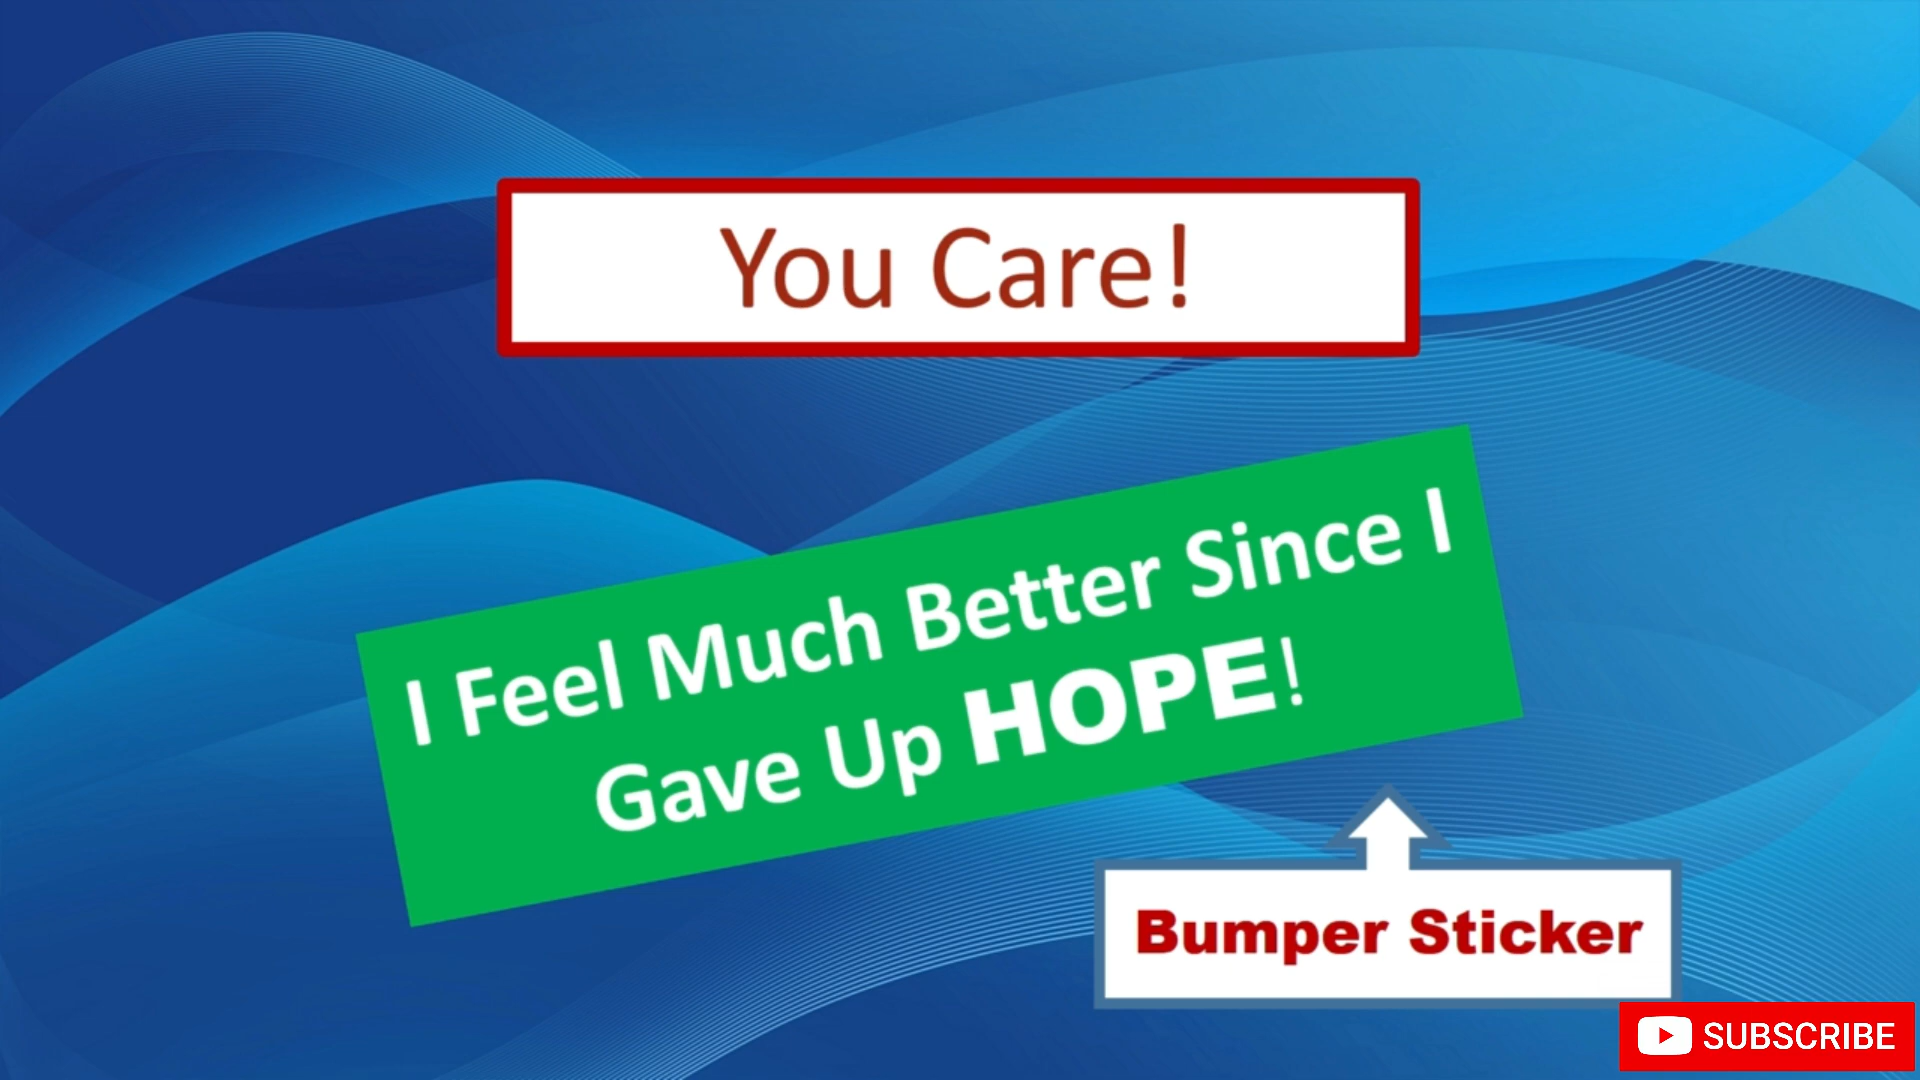 You Care!
I Feel Much Better Since I
Gave Up HOPE!
Bumper Sticker
SUBSCRIBE